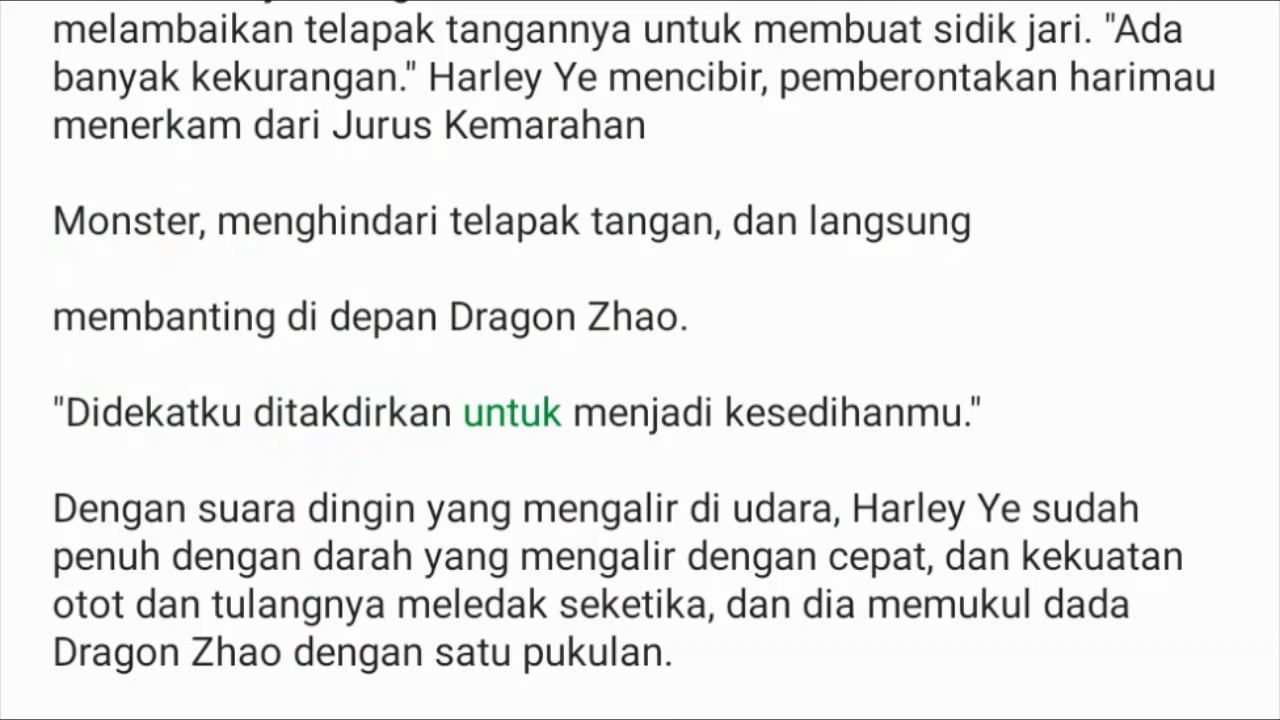 melambaikan telapak tangannya untuk membuat sidik jari. "Ada
banyak kekurangan." Harley Ye mencibir, pemberontakan harimau
menerkam dari Jurus Kemarahan
Monster, menghindari telapak tangan, dan langsung
membanting di depan Dragon Zhao.
"Didekatku ditakdirkan untuk menjadi kesedihanmu."
Dengan suara dingin yang mengalir di udara, Harley Ye sudah
penuh dengan darah yang mengalir dengan cepat, dan kekuatan
otot dan tulangnya meledak seketika, dan dia memukul dada
Dragon Zhao dengan satu pukulan.